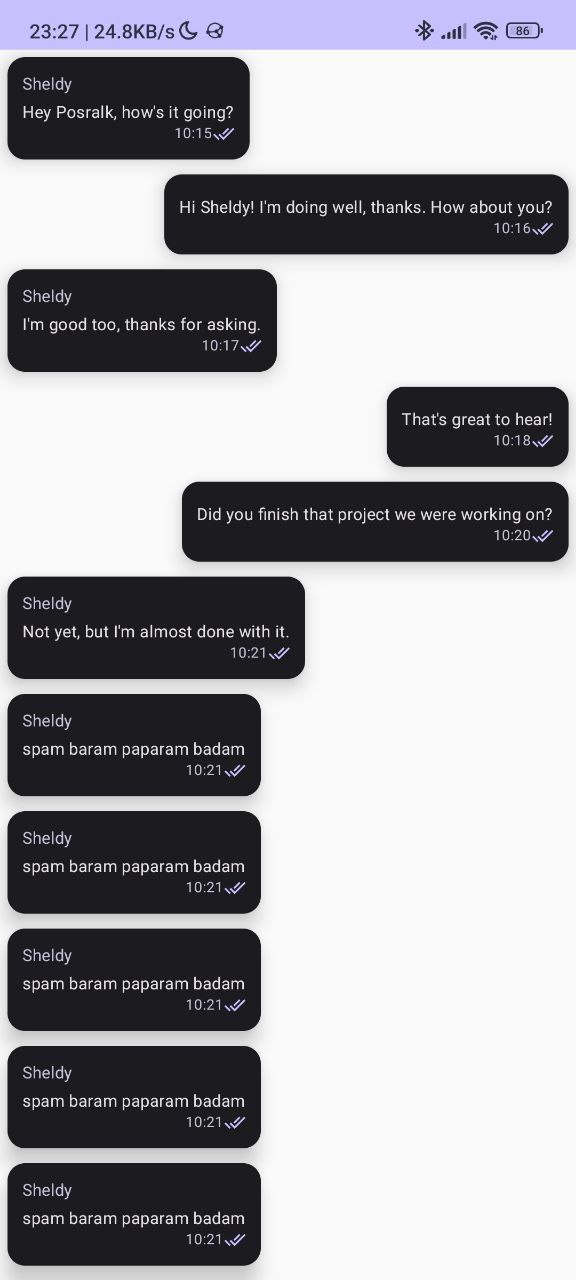 23:27 | 24.8KB/s 86
Sheldy
Hey Posralk, how's it going?
10:15
Hi Sheldy! I'm doing well, thanks. How about you?
10:16
Sheldy
I'm good too, thanks for asking.
10:17
That's great to hear!
10:18
Did you finish that project we were working on?
10:20
Sheldy
Not yet, but I'm almost done with it.
10:21
Sheldy
spam baram paparam badam
10:21
Sheldy
spam baram paparam badam
10:21
Sheldy
spam baram paparam badam
10:21
Sheldy
spam baram paparam badam
10:21
Sheldy
spam baram paparam badam
10:21